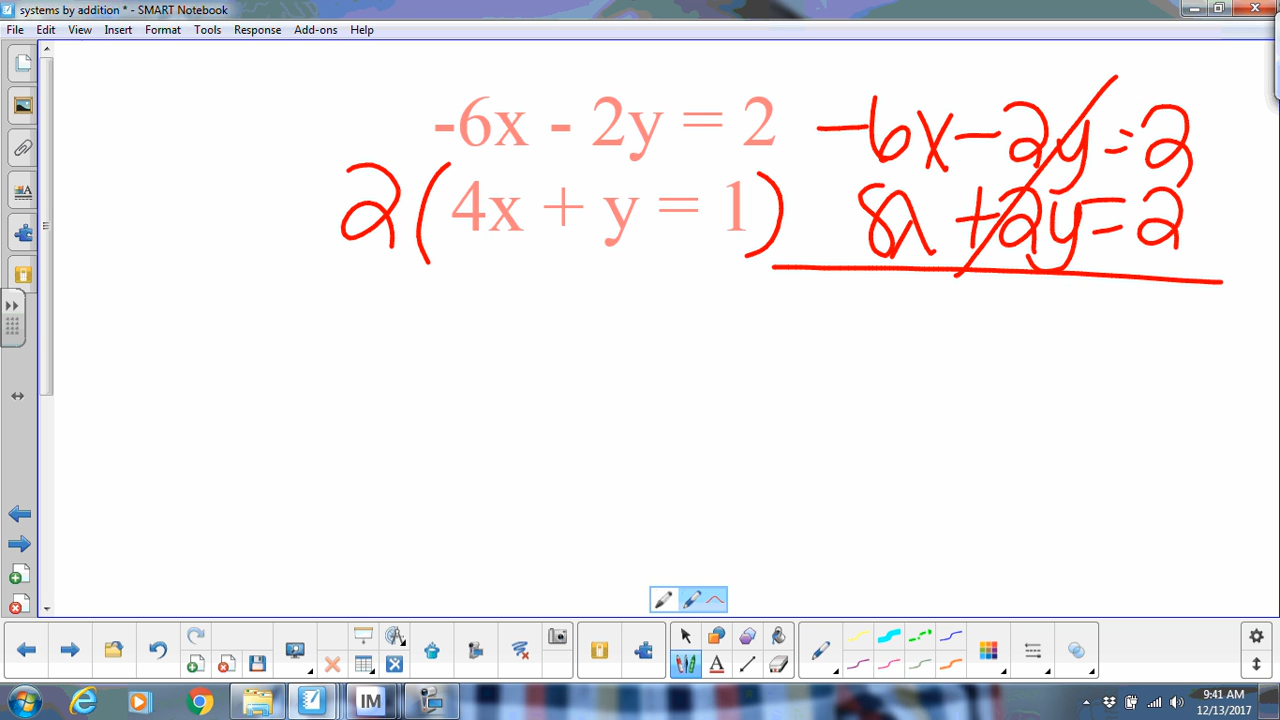 systems by addition * - SMART Notebook
File Edit View Insert Format Tools Response Add-ons Help
-6x - 2y = 2
2( 4x + y = 1 )
-6x - 2y = 2
8x + 2y = 2
A
A
IM
9:41 AM
12/13/2017